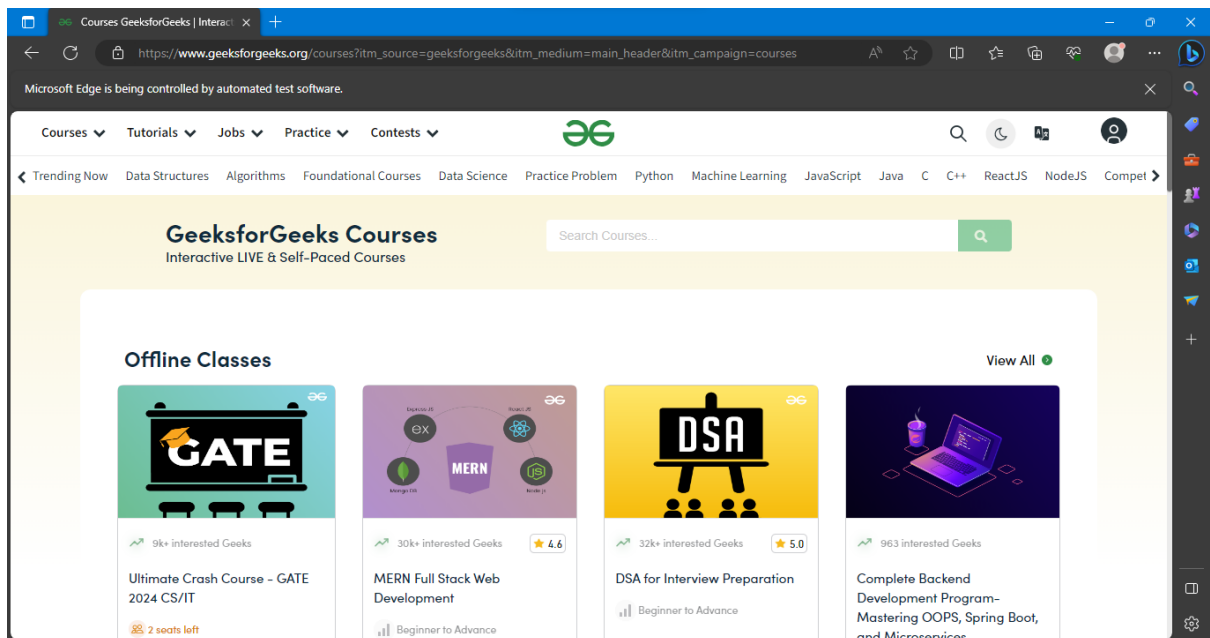 Courses GeeksforGeeks | Interact
https://www.geeksforgeeks.org/courses?itm_source=geeksforgeeks&itm_medium=main_header&itm_campaign=courses
Microsoft Edge is being controlled by automated test software.
Courses Tutorials Jobs Practice Contests
Trending Now Data Structures Algorithms Foundational Courses Data Science Practice Problem Python Machine Learning JavaScript Java C C++ ReactJS NodeJS Compet
GeeksforGeeks Courses
Search Courses...
Interactive LIVE & Self-Paced Courses
Offline Classes
View All
GATE
Express JS
React JS
ex
MERN
JS
Mongo DB
Node js
DSA
9k+ interested Geeks
30k+ interested Geeks
4.6
32k+ interested Geeks
5.0
963 interested Geeks
Ultimate Crash Course - GATE
2024 CS/IT
2 seats left
MERN Full Stack Web
Development
Beginner to Advance
DSA for Interview Preparation
Beginner to Advance
Complete Backend
Development Program-
Mastering OOPS, Spring Boot,
and Microservices